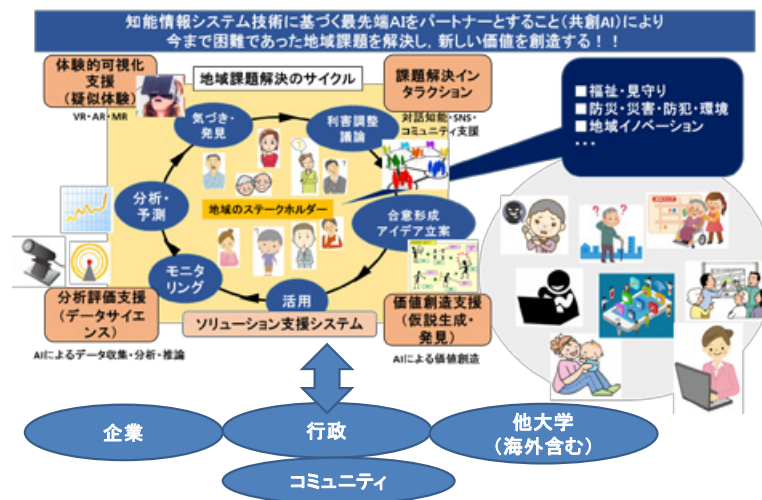 知能情報システム技術に基づく最先端AIをパートナーとすること(共創AI)により
今まで困難であった地域課題を解決し，新しい価値を創造する！！
体験的可視化
支援
(疑似体験)
VR・AR・MR
地域課題解決のサイクル
課題解決イン
タラクション
対話知能・SNS・
コミュニティ支援
■福祉・見守り
■防災・災害・防犯・環境
■地域イノベーション
・・・
気づき・
発見
利害調整
議論
分析・
予測
地域のステークホルダー
合意形成
アイデア立案
モニタ
リング
活用
分析評価支援
(データサイエ
ンス)
AIによるデータ収集・分析・推論
ソリューション支援システム
価値創造支援
(仮説生成・
発見)
AIによる価値創造
企業
行政
他大学
(海外含む)
コミュニティ